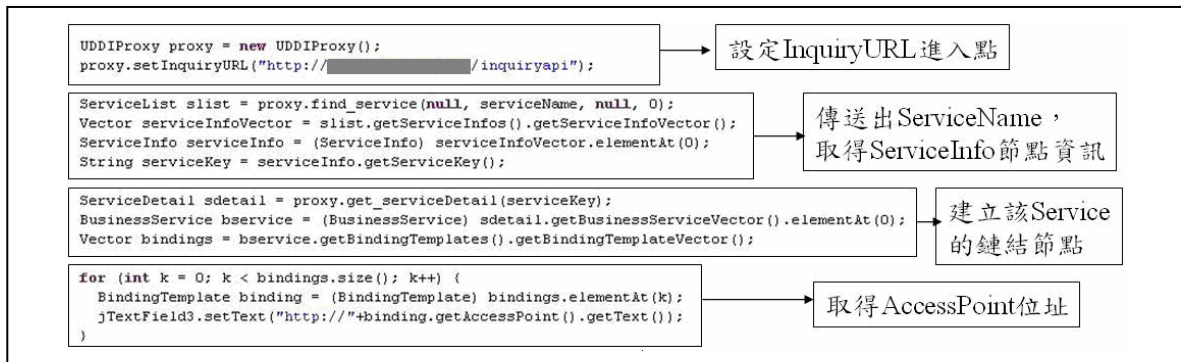 UDDIProxy proxy = new UDDIProxy();
proxy.setInquiryURL("http:// /inquiryapi");
設定InquiryURL進入點
ServiceList slist = proxy.find_service(null, serviceName, null, 0);
Vector serviceInfoVector = slist.getServiceInfos().getServiceInfoVector();
ServiceInfo serviceInfo = (ServiceInfo) serviceInfoVector.elementAt(0);
String serviceKey = serviceInfo.getServiceKey();
傳送出ServiceName，
取得ServiceInfo節點資訊
ServiceDetail sdetail = proxy.get_serviceDetail(serviceKey);
BusinessService bservice = (BusinessService) sdetail.getBusinessServiceVector().elementAt(0);
Vector bindings = bservice.getBindingTemplates().getBindingTemplateVector();
建立該Service
的鏈結節點
for (int k = 0; k < bindings.size(); k++) {
BindingTemplate binding = (BindingTemplate) bindings.elementAt(k);
jTextField3.setText("http://"+binding.getAccessPoint().getText());
}
取得AccessPoint位址